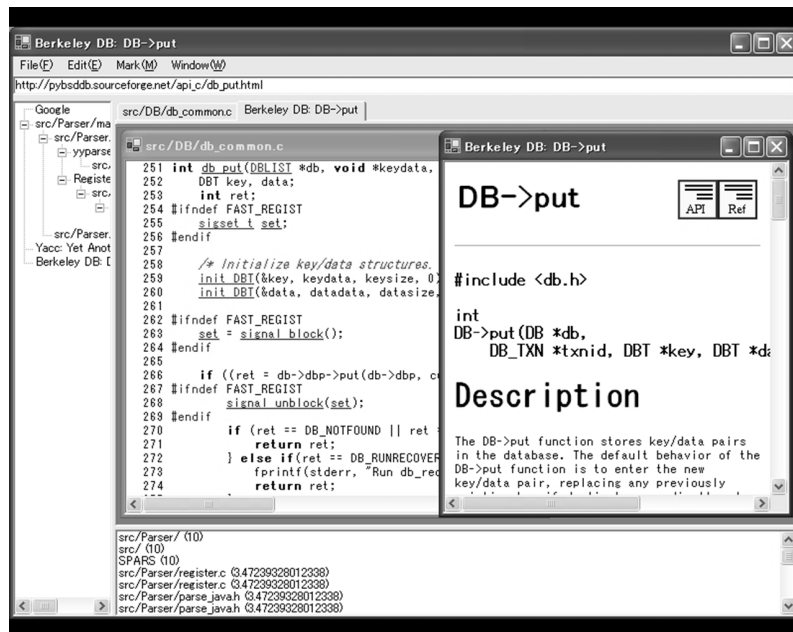 Berkeley DB: DB->put
File(F) Edit(E) Mark(M) Window(W)
http://pybsddb.sourceforge.net/api_c/db_put.html
Google
src/Parser/ma
src/Parser.
yyparse
src,
Registe
src,
src/Parser.
Yacc: Yet Anot
Berkeley DB: D
src/DB/db_common.c Berkeley DB: DB->put
src/DB/db_common.c
251 int db_put(DBLIST *db, void *keydata,
252 DBT key, data;
253 int ret;
254 #ifndef FAST_REGIST
255 sigset_t set;
256 #endif
257
258 /* Initialize key/data structures.
259 init_DBT(&key, keydata, keysize, 0)
260 init_DBT(&data, datadata, datasize,
261
262 #ifndef FAST_REGIST
263 set = signal_block();
264 #endif
265
266 if ((ret = db->dbp->put(db->dbp, c
267 #ifndef FAST_REGIST
268 signal_unblock(set);
269 #endif
270 if (ret == DB_NOTFOUND || ret
271 return ret;
272 } else if(ret == DB_RUNRECOVER
273 fprintf(stderr, "Run db_rec
274 return ret;
Berkeley DB: DB->put
DB->put
API Ref
#include <db.h>
int
DB->put(DB *db,
DB_TXN *txnid, DBT *key, DBT *da
Description
The DB->put function stores key/data pairs
in the database. The default behavior of the
DB->put function is to enter the new
key/data pair, replacing any previously
src/Parser/ (10)
src/ (10)
SPARS (10)
src/Parser/register.c (3.47239328012338)
src/Parser/register.c (3.47239328012338)
src/Parser/parse_java.h (3.47239328012338)
src/Parser/parse_java.h (3.47239328012338)